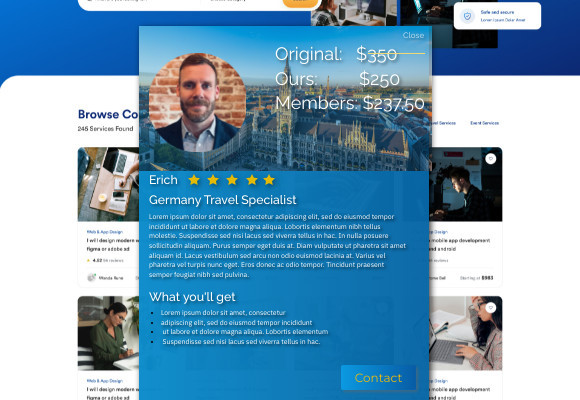 Safe and secure
Lorem Ipsum Dolor Amet
Close
Original: $350
Ours: $250
Members: $237.50
Browse Co
245 Services Found
Services
Event Services
Erich
Germany Travel Specialist
Lorem ipsum dolor sit amet, consectetur adipiscing elit, sed do eiusmod tempor
incididunt ut labore et dolore magna aliqua. Lobortis elementum nibh tellus
molestie. Suspendisse sed nisi lacus sed viverra tellus in hac. In nulla posuere
sollicitudin aliquam. Purus semper eget duis at. Diam vulputate ut pharetra sit amet
aliquam id. Lacus vestibulum sed arcu non odio euismod lacinia at. Varius vel
pharetra vel turpis nunc eget. Eros donec ac odio tempor. Tincidunt praesent
semper feugiat nibh sed pulvina.
What you'll get
• Lorem ipsum dolor sit amet, consectetur
• adipiscing elit, sed do eiusmod tempor incididunt
• ut labore et dolore magna aliqua. Lobortis elementum
• Suspendisse sed nisi lacus sed viverra tellus in hac.
Contact
Web & App Design
I will design modern
figma or adobe xd
mobile app development
android
Wanda Runo
Starting at $983
Web & App Design
I will design modern
figma or adobe xd
mobile app development
android